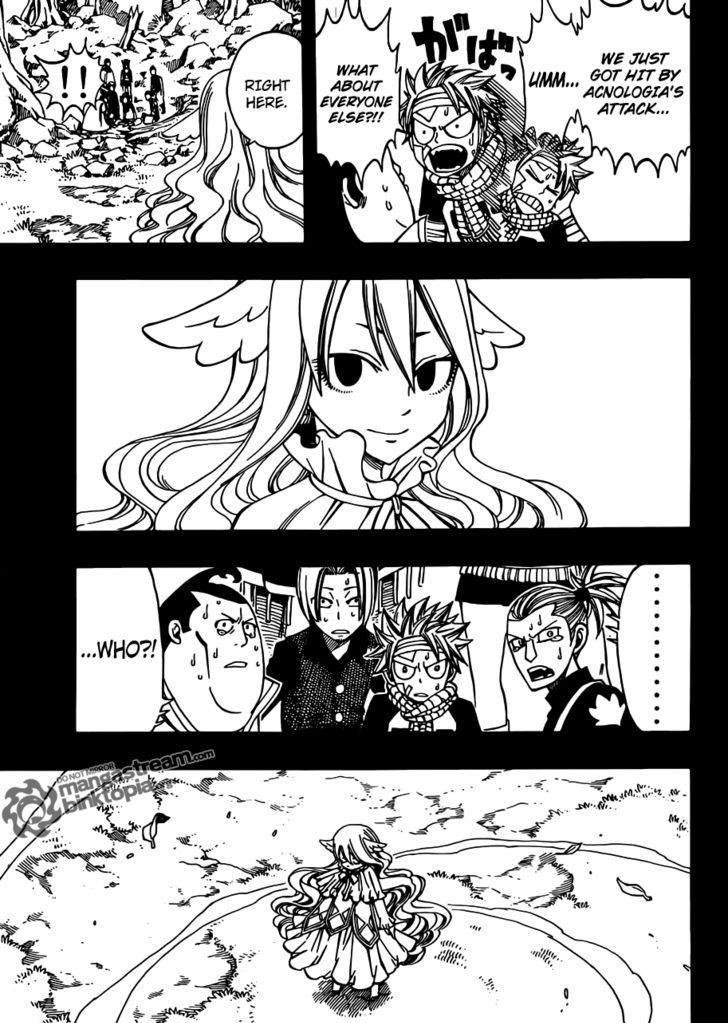 WE JUST
GOT HIT BY
ACNOLOGIA'S
ATTACK...
UMM...
がばっ
WHAT
ABOUT
EVERYONE
ELSE?!!
RIGHT
HERE.
!!
........
...WHO?!
DO NOT MIRROR
mangastream.com
binktopia